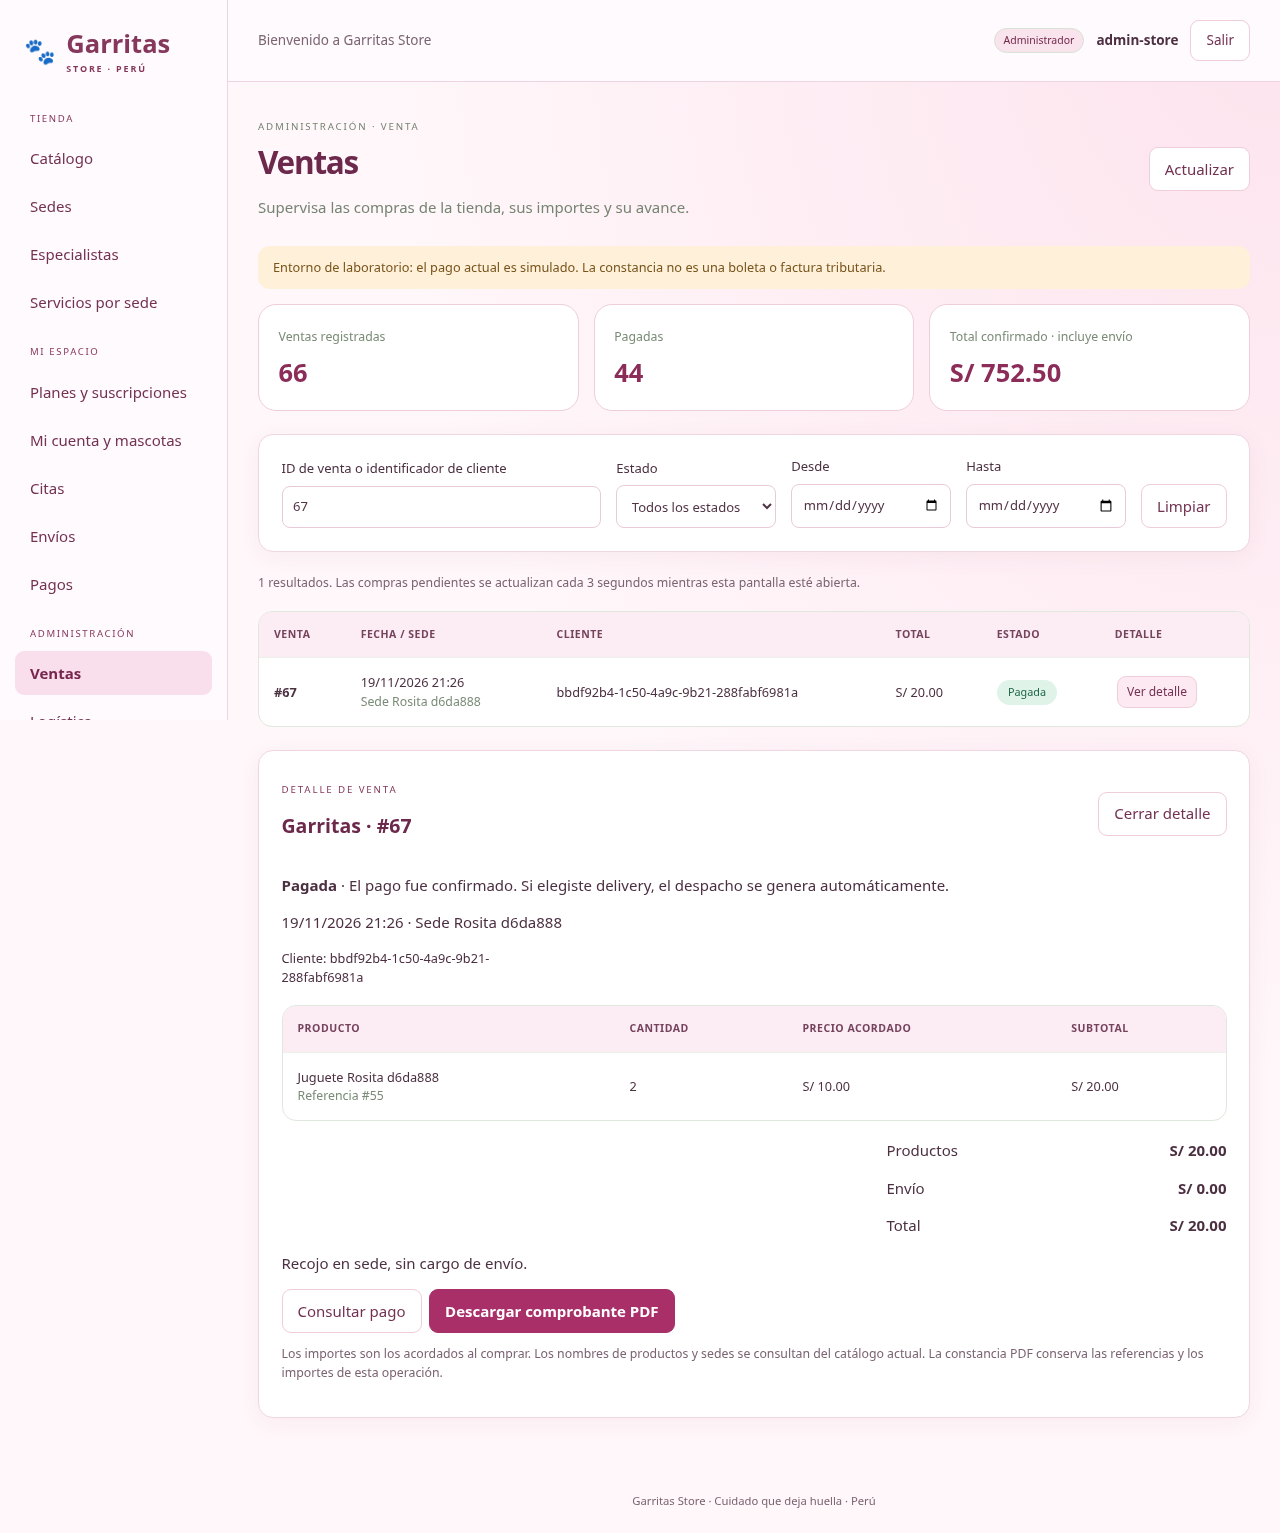 Garritas
STORE · PERÚ
TIENDA
Catálogo
Sedes
Especialistas
Servicios por sede
MI ESPACIO
Planes y suscripciones
Mi cuenta y mascotas
Citas
Envíos
Pagos
ADMINISTRACIÓN
Ventas
Bienvenido a Garritas Store
Administrador
admin-store
Salir
ADMINISTRACIÓN · VENTA
Ventas
Actualizar
Supervisa las compras de la tienda, sus importes y su avance.
Entorno de laboratorio: el pago actual es simulado. La constancia no es una boleta o factura tributaria.
Ventas registradas
66
Pagadas
44
Total confirmado · incluye envío
S/ 752.50
ID de venta o identificador de cliente
67
Estado
Todos los estados
Desde
mm/dd/yyyy
Hasta
mm/dd/yyyy
Limpiar
1 resultados. Las compras pendientes se actualizan cada 3 segundos mientras esta pantalla esté abierta.
VENTA FECHA / SEDE CLIENTE TOTAL ESTADO DETALLE
#67
19/11/2026 21:26
Sede Rosita d6da888
bbdf92b4-1c50-4a9c-9b21-288fabf6981a
S/ 20.00
Pagada
Ver detalle
DETALLE DE VENTA
Garritas · #67
Cerrar detalle
Pagada · El pago fue confirmado. Si elegiste delivery, el despacho se genera automáticamente.
19/11/2026 21:26 · Sede Rosita d6da888
Cliente: bbdf92b4-1c50-4a9c-9b21-
288fabf6981a
PRODUCTO CANTIDAD PRECIO ACORDADO SUBTOTAL
Juguete Rosita d6da888
Referencia #55
2
S/ 10.00
S/ 20.00
Productos S/ 20.00
Envío S/ 0.00
Total S/ 20.00
Recojo en sede, sin cargo de envío.
Consultar pago
Descargar comprobante PDF
Los importes son los acordados al comprar. Los nombres de productos y sedes se consultan del catálogo actual. La constancia PDF conserva las referencias y los
importes de esta operación.
Garritas Store · Cuidado que deja huella · Perú